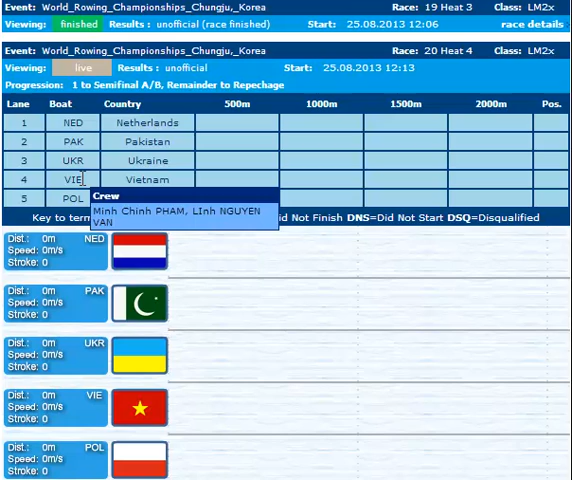 Event: World_Rowing_Championships_Chungju,_Korea Race: 19 Heat 3 Class: LM2x
Viewing: finished Results : unofficial (race finished) Start: 25.08.2013 12:06 race details
Event: World_Rowing_Championships_Chungju,_Korea Race: 20 Heat 4 Class: LM2x
Viewing: live Results : unofficial Start: 25.08.2013 12:13
Progression: 1 to Semifinal A/B, Remainder to Repechage
Lane Boat Country 500m 1000m 1500m 2000m Pos.
1 NED Netherlands
2 PAK Pakistan
3 UKR Ukraine
4 VIE Vietnam
5 POL
Crew
Minh Chinh PHAM, LInh NGUYEN
VAN
Key to term id Not Finish DNS=Did Not Start DSQ=Disqualified
Dist.: 0m NED
Speed: 0m/s
Stroke: 0
Dist.: 0m PAK
Speed: 0m/s
Stroke: 0
Dist.: 0m UKR
Speed: 0m/s
Stroke: 0
Dist.: 0m VIE
Speed: 0m/s
Stroke: 0
Dist.: 0m POL
Speed: 0m/s
Stroke: 0